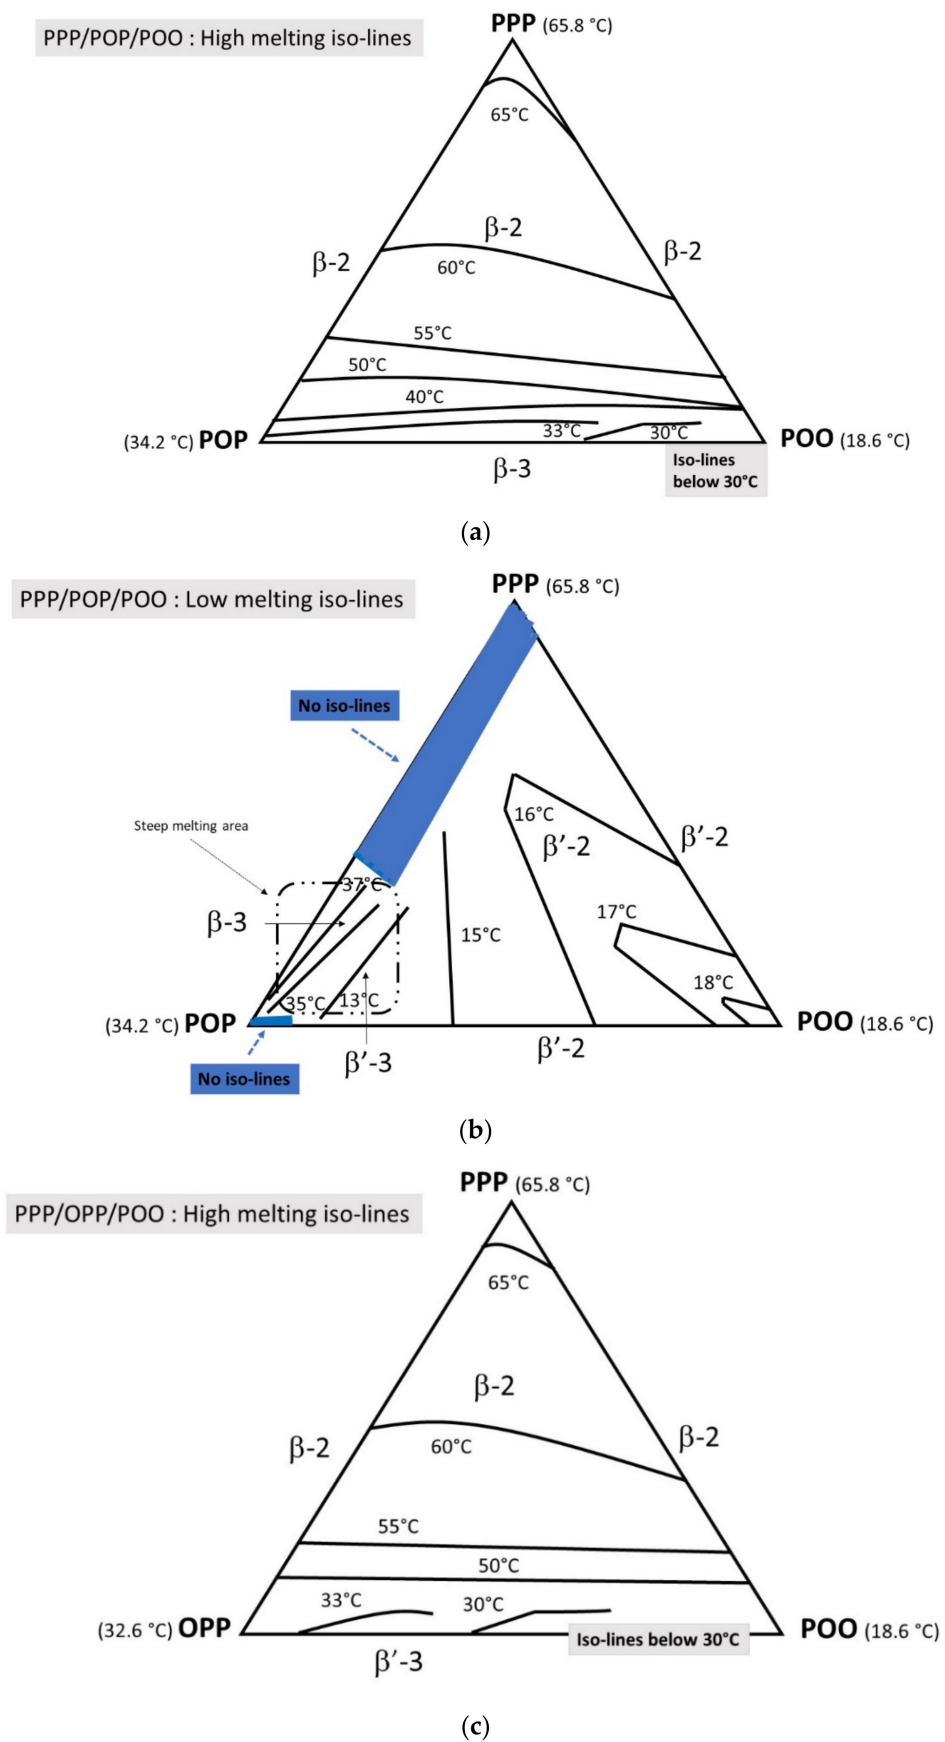 PPP (65.8 °C)
PPP/POP/POO : High melting iso-lines
65°C
β-2
β-2
β-2
60°C
55°C
50°C
40°C
33°C
30°C
(34.2 °C) POP
POO (18.6 °C)
β-3
Iso-lines
below 30°C
(a)
PPP (65.8 °C)
PPP/POP/POO : Low melting iso-lines
No iso-lines
Steep melting area
16°C
β’-2
β’-2
37°C
β-3
17°C
15°C
18°C
35°C
13°C
(34.2 °C) POP
POO (18.6 °C)
β’-3
β’-2
No iso-lines
(b)
PPP (65.8 °C)
PPP/OPP/POO : High melting iso-lines
65°C
β-2
β-2
β-2
60°C
55°C
50°C
33°C
30°C
(32.6 °C) OPP
POO (18.6 °C)
Iso-lines below 30°C
β’-3
(c)